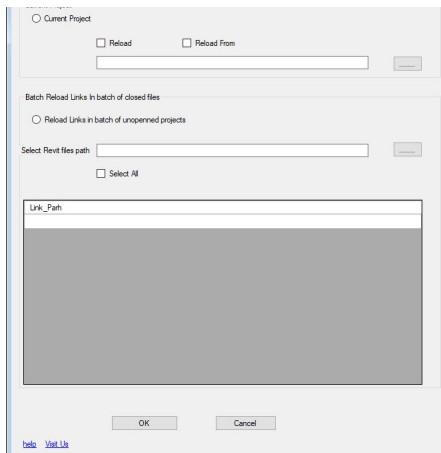 Current Project
Reload Reload From
Batch Reload Links In batch of closed files
Reload Links in batch of unopenned projects
Select Revit files path
Select All
Link_Parh
OK Cancel
help Visit Us